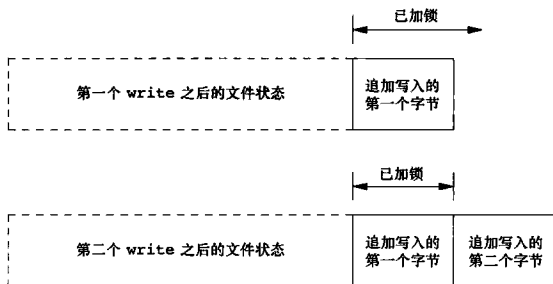 已加锁
第一个 write 之后的文件状态
追加写入的
第一个字节
已加锁
第二个 write 之后的文件状态
追加写入的
第一个字节
追加写入的
第二个字节